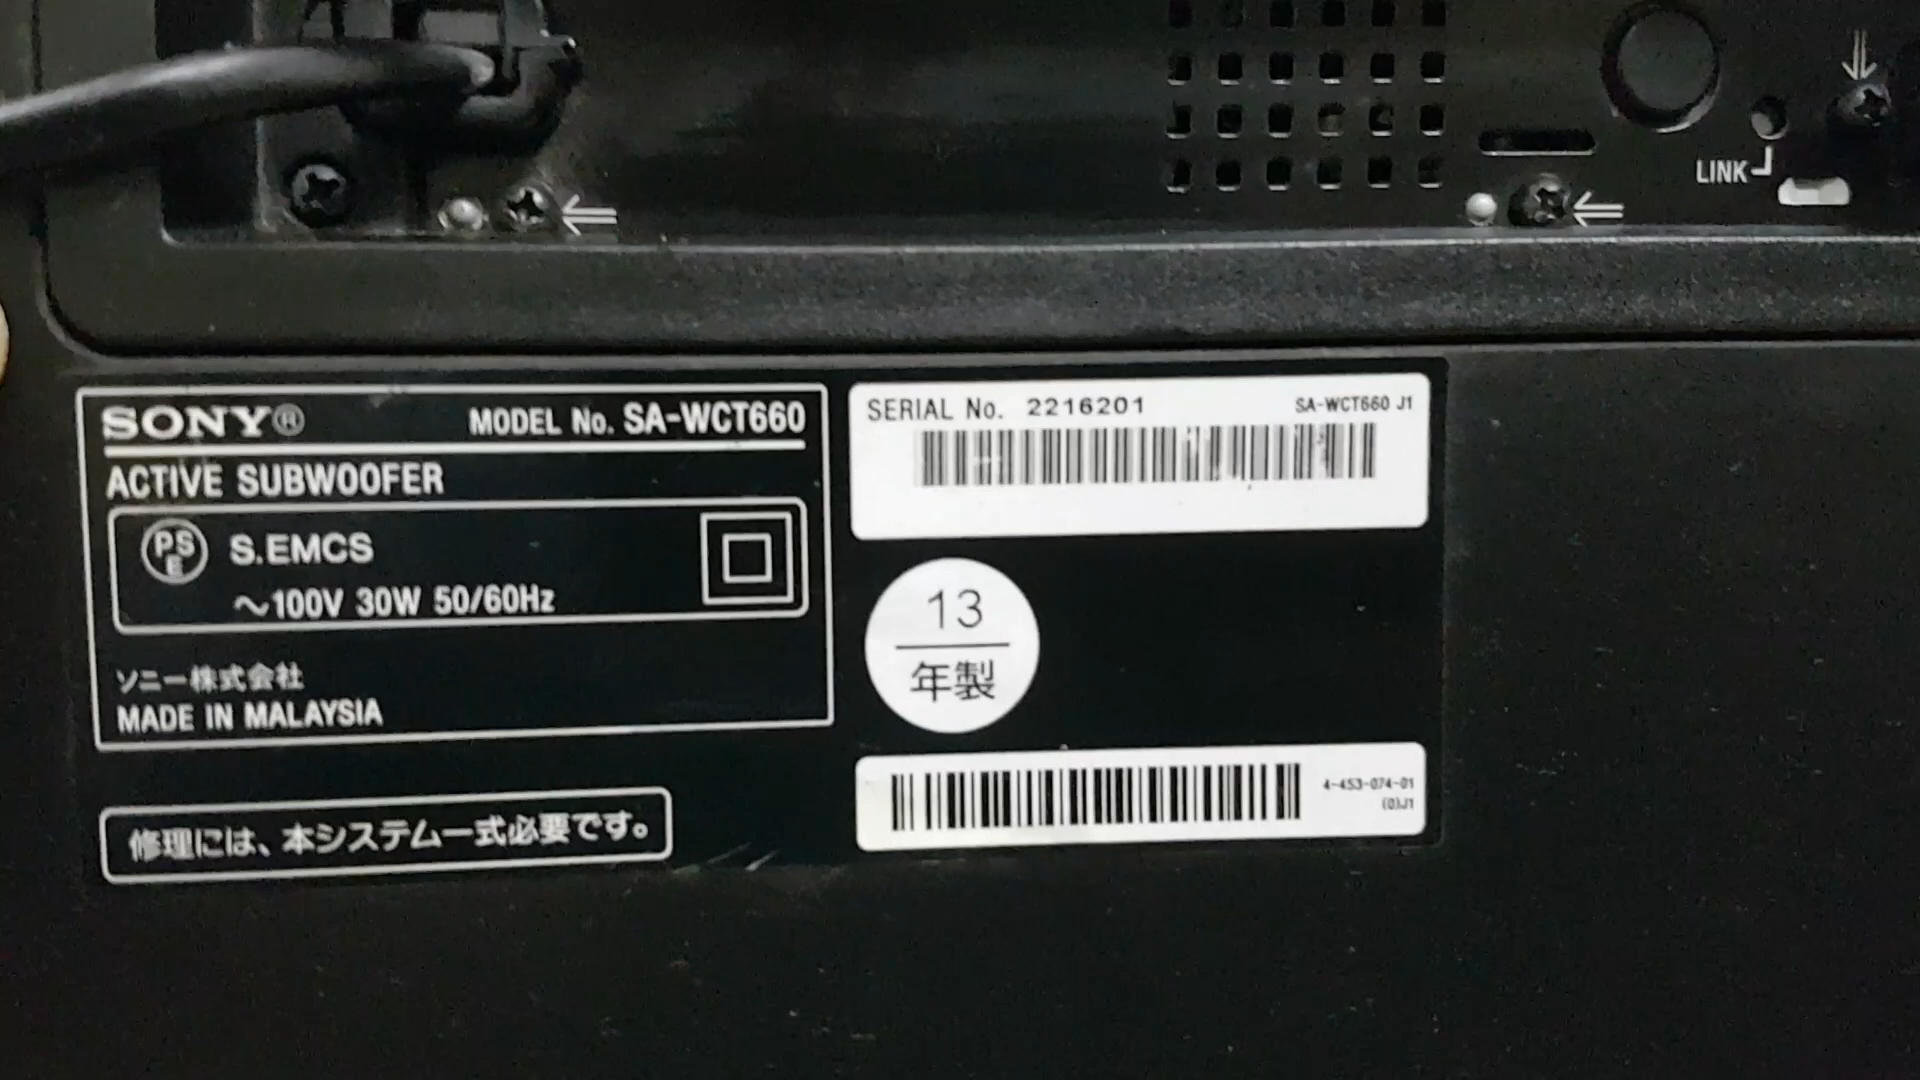 LINK
SONY® MODEL No. SA-WCT660
ACTIVE SUBWOOFER
PSE S.EMCS
～100V 30W 50/60Hz
ソニー株式会社
MADE IN MALAYSIA
修理には、本システム一式必要です。
SERIAL No. 2216201 SA-WCT660 J1
13
年製
4-453-074-01
(0)J1